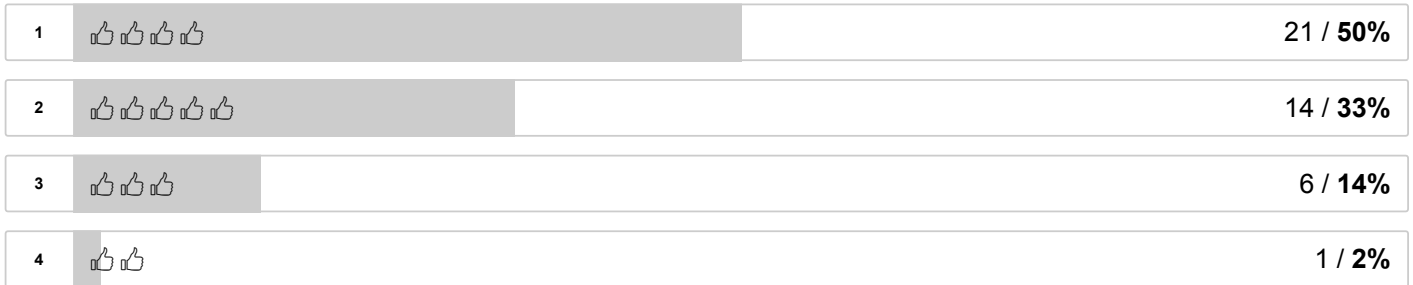 1 👍👍👍👍 21 / 50%
2 👍👍👍👍👍 14 / 33%
3 👍👍👍 6 / 14%
4 👍👍 1 / 2%